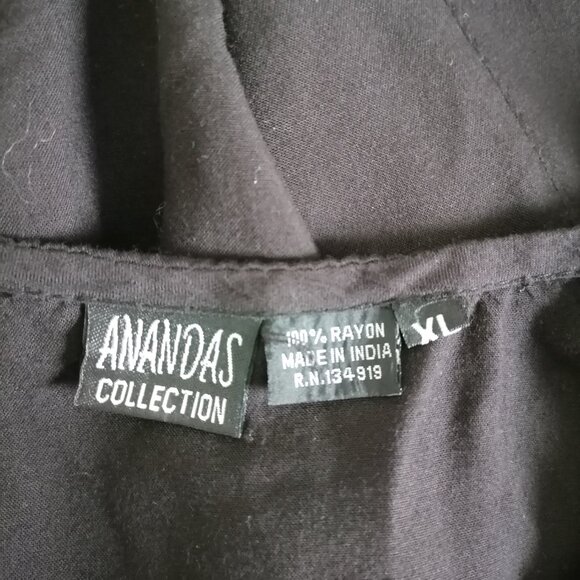 ANANDAS
COLLECTION
100% RAYON
MADE IN INDIA
R.N.134919
XL